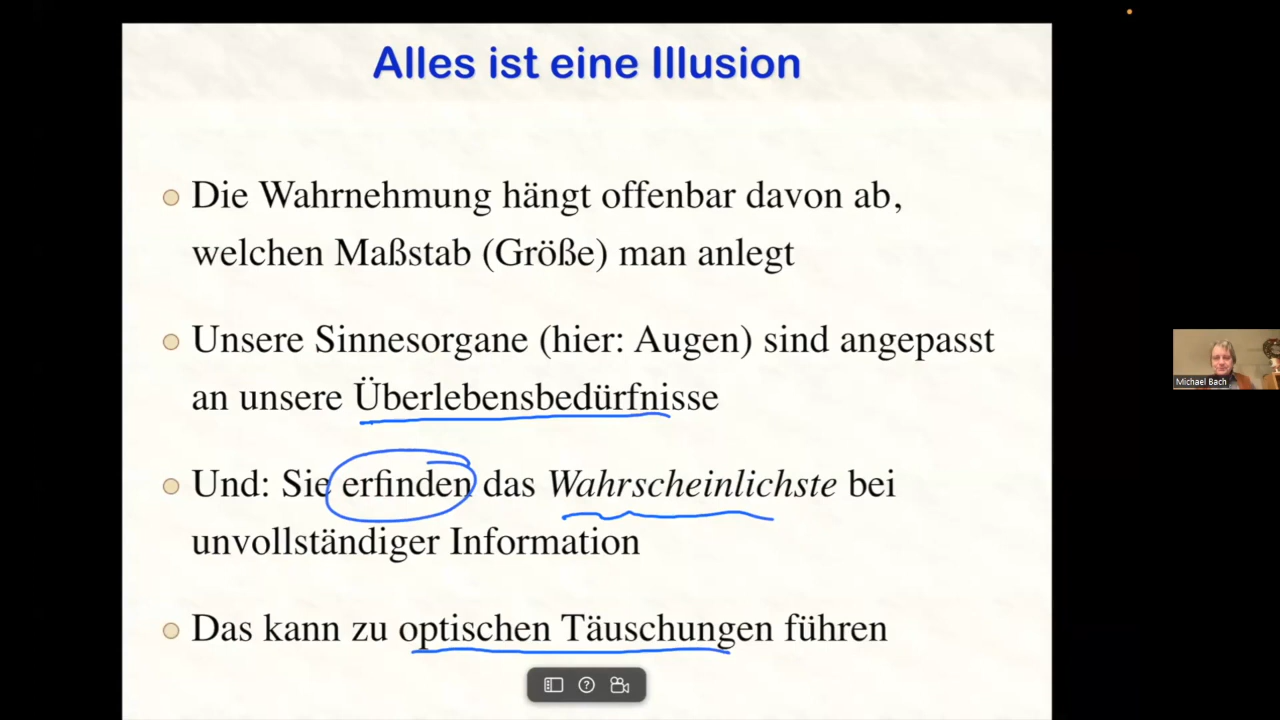 Alles ist eine Illusion
Die Wahrnehmung hängt offenbar davon ab,
welchen Maßstab (Größe) man anlegt
Unsere Sinnesorgane (hier: Augen) sind angepasst
an unsere Überlebensbedürfnisse
Und: Sie erfinden das Wahrscheinlichste bei
unvollständiger Information
Das kann zu optischen Täuschungen führen
Michael Bach